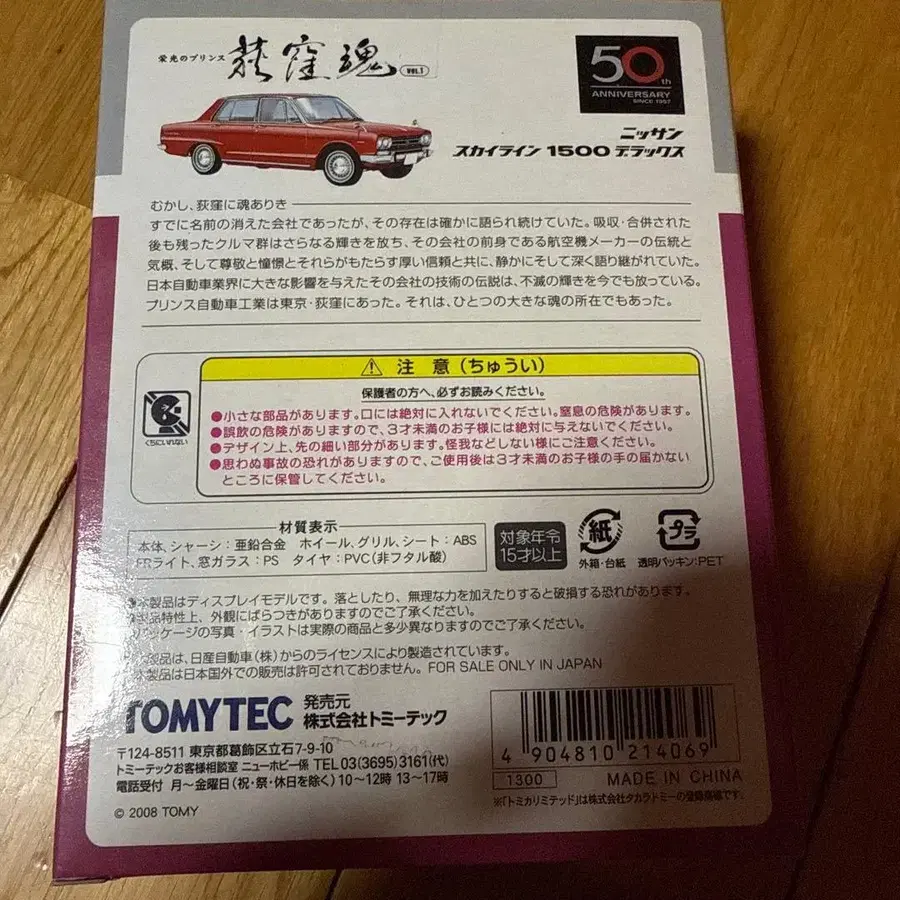 栄光のプリンス 荻窪魂 VOL.1
50th
ANNIVERSARY
SINCE 1957
ニッサン
スカイライン 1500 デラックス
むかし、荻窪に魂ありき
すでに名前の消えた会社であったが、その存在は確かに語られ続けていた。吸収・合併された
後も残ったクルマ群はさらなる輝きを放ち、その会社の前身である航空機メーカーの伝統と
気概、そして尊敬と憧憬とそれらがもたらす厚い信頼と共に、静かにそして深く語り継がれていた。
日本自動車業界に大きな影響を与えたその会社の技術の伝説は、不滅の輝きを今でも放っている。
プリンス自動車工業は東京・荻窪にあった。それは、ひとつの大きな魂の所在でもあった。
⚠ 注 意(ちゅうい)
保護者の方へ、必ずお読みください。
くちにいれない
●小さな部品があります。口には絶対に入れないでください。窒息の危険があります。
●誤飲の危険がありますので、3才未満のお子様には絶対に与えないでください。
●デザイン上、先の細い部分があります。怪我などしない様にご注意ください。
●思わぬ事故の恐れがありますので、ご使用後は3才未満のお子様の手の届かない
ところに保管してください。
材質表示
本体、シャーシ:亜鉛合金 ホイール、グリル、シート:ABS
FRライト、窓ガラス:PS タイヤ:PVC(非フタル酸)
対象年令
15才以上
紙
外箱・台紙
プラ
透明パッキン:PET
●本製品はディスプレイモデルです。落としたり、無理な力を加えたりすると破損する恐れがあります。
製品特性上、外観にばらつきがありますのでご了承ください。
パッケージの写真・イラストは実際の商品と多少異なりますのでご了承ください。
本製品は、日産自動車(株)からのライセンスにより製造されています。
本製品は日本国外での販売は許可されておりません。FOR SALE ONLY IN JAPAN
TOMYTEC 発売元 株式会社トミーテック
〒124-8511 東京都葛飾区立石7-9-10
トミーテックお客様相談室 ニューホビー係 TEL 03(3695)3161(代)
電話受付 月〜金曜日(祝・祭・休日を除く)10〜12時 13〜17時
© 2008 TOMY
4 904810 214069
1300
MADE IN CHINA
※「トミカリミテッド」は株式会社タカラトミーの登録商標です。